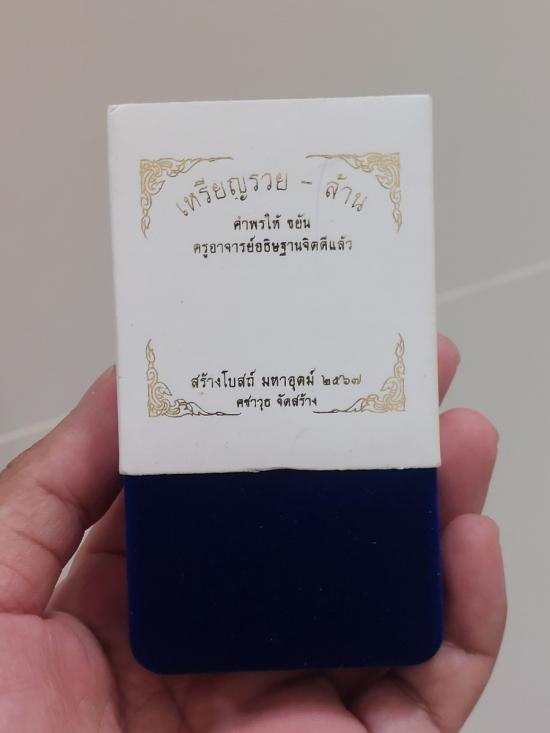 เหรียญรวย - ล้าน
คำพรให้ ขยัน
ครูอาจารย์อธิษฐานจิตดีแล้ว
สร้างโบสถ์ มหาอุตม์ ๒๕๖๗
คชาวุธ จัดสร้าง